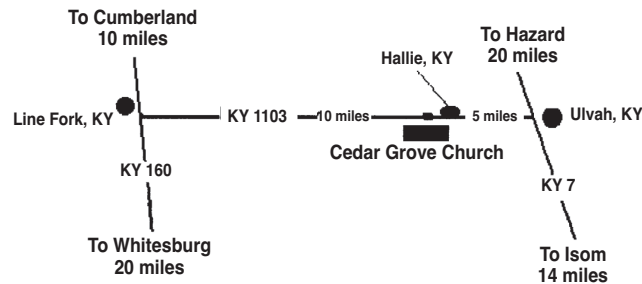 To Cumberland
10 miles
To Hazard
20 miles
Hallie, KY
Line Fork, KY
KY 1103
10 miles
5 miles
Ulvah, KY
Cedar Grove Church
KY 160
KY 7
To Whitesburg
20 miles
To Isom
14 miles